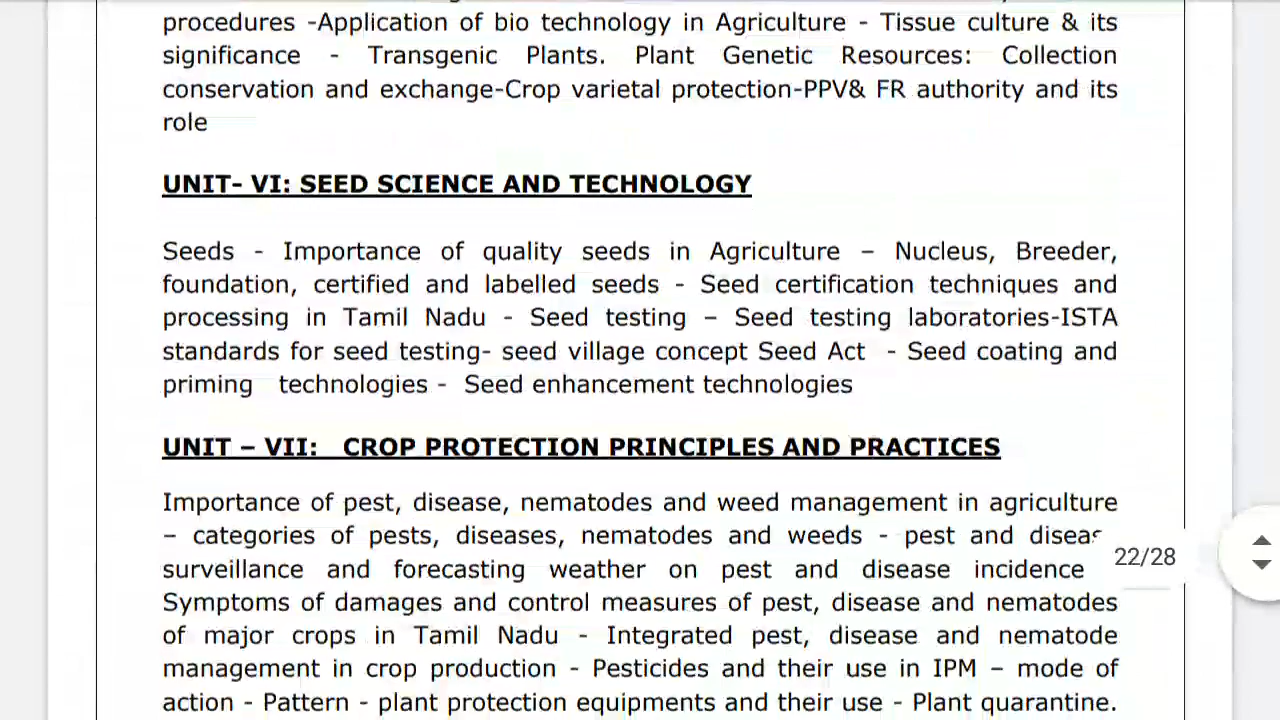 procedures -Application of bio technology in Agriculture - Tissue culture & its
significance - Transgenic Plants. Plant Genetic Resources: Collection
conservation and exchange-Crop varietal protection-PPV& FR authority and its
role
UNIT- VI: SEED SCIENCE AND TECHNOLOGY
Seeds - Importance of quality seeds in Agriculture – Nucleus, Breeder,
foundation, certified and labelled seeds - Seed certification techniques and
processing in Tamil Nadu - Seed testing – Seed testing laboratories-ISTA
standards for seed testing- seed village concept Seed Act - Seed coating and
priming technologies - Seed enhancement technologies
UNIT – VII: CROP PROTECTION PRINCIPLES AND PRACTICES
Importance of pest, disease, nematodes and weed management in agriculture
– categories of pests, diseases, nematodes and weeds - pest and
22/28
surveillance and forecasting weather on pest and disease incidence
Symptoms of damages and control measures of pest, disease and nematodes
of major crops in Tamil Nadu - Integrated pest, disease and nematode
management in crop production - Pesticides and their use in IPM – mode of
action - Pattern - plant protection equipments and their use - Plant quarantine.